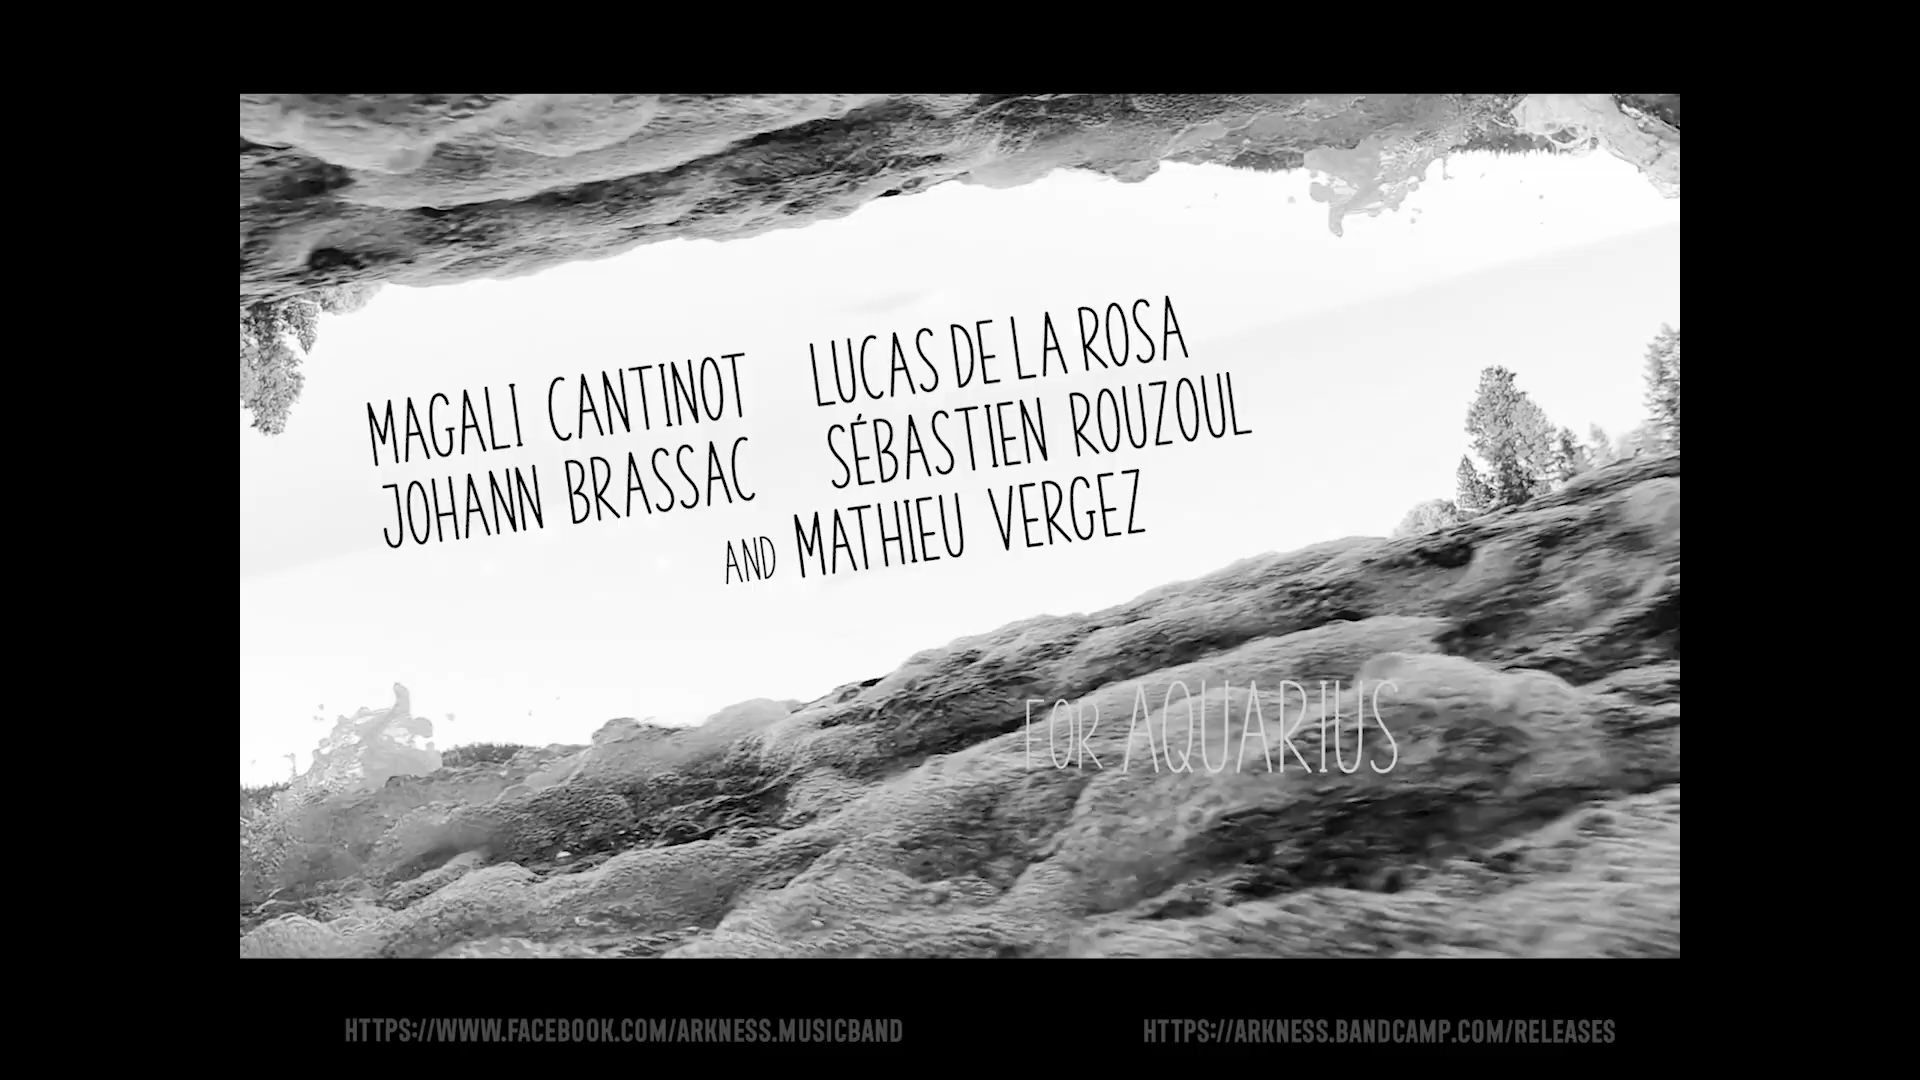 MAGALI CANTINOT LUCAS DE LA ROSA
JOHANN BRASSAC SÉBASTIEN ROUZOUL
AND MATHIEU VERGEZ
FOR AQUARIUS
HTTPS://WWW.FACEBOOK.COM/ARKNESS.MUSICBAND
HTTPS://ARKNESS.BANDCAMP.COM/RELEASES